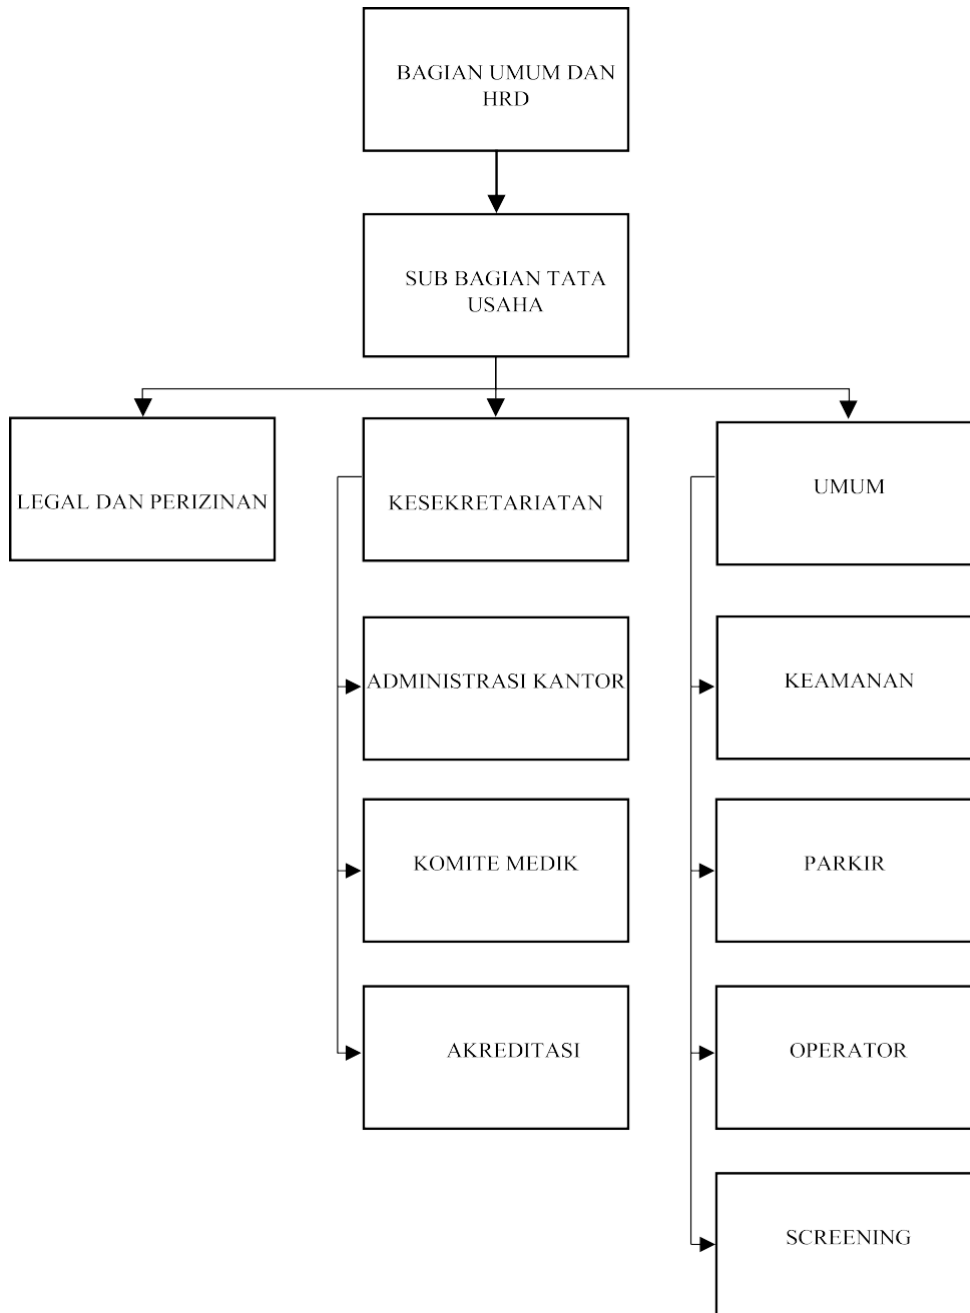 BAGIAN UMUM DAN
HRD
SUB BAGIAN TATA
USAHA
LEGAL DAN PERIZINAN
KESEKRETARIATAN
UMUM
ADMINISTRASI KANTOR
KEAMANAN
KOMITE MEDIK
PARKIR
AKREDITASI
OPERATOR
SCREENING